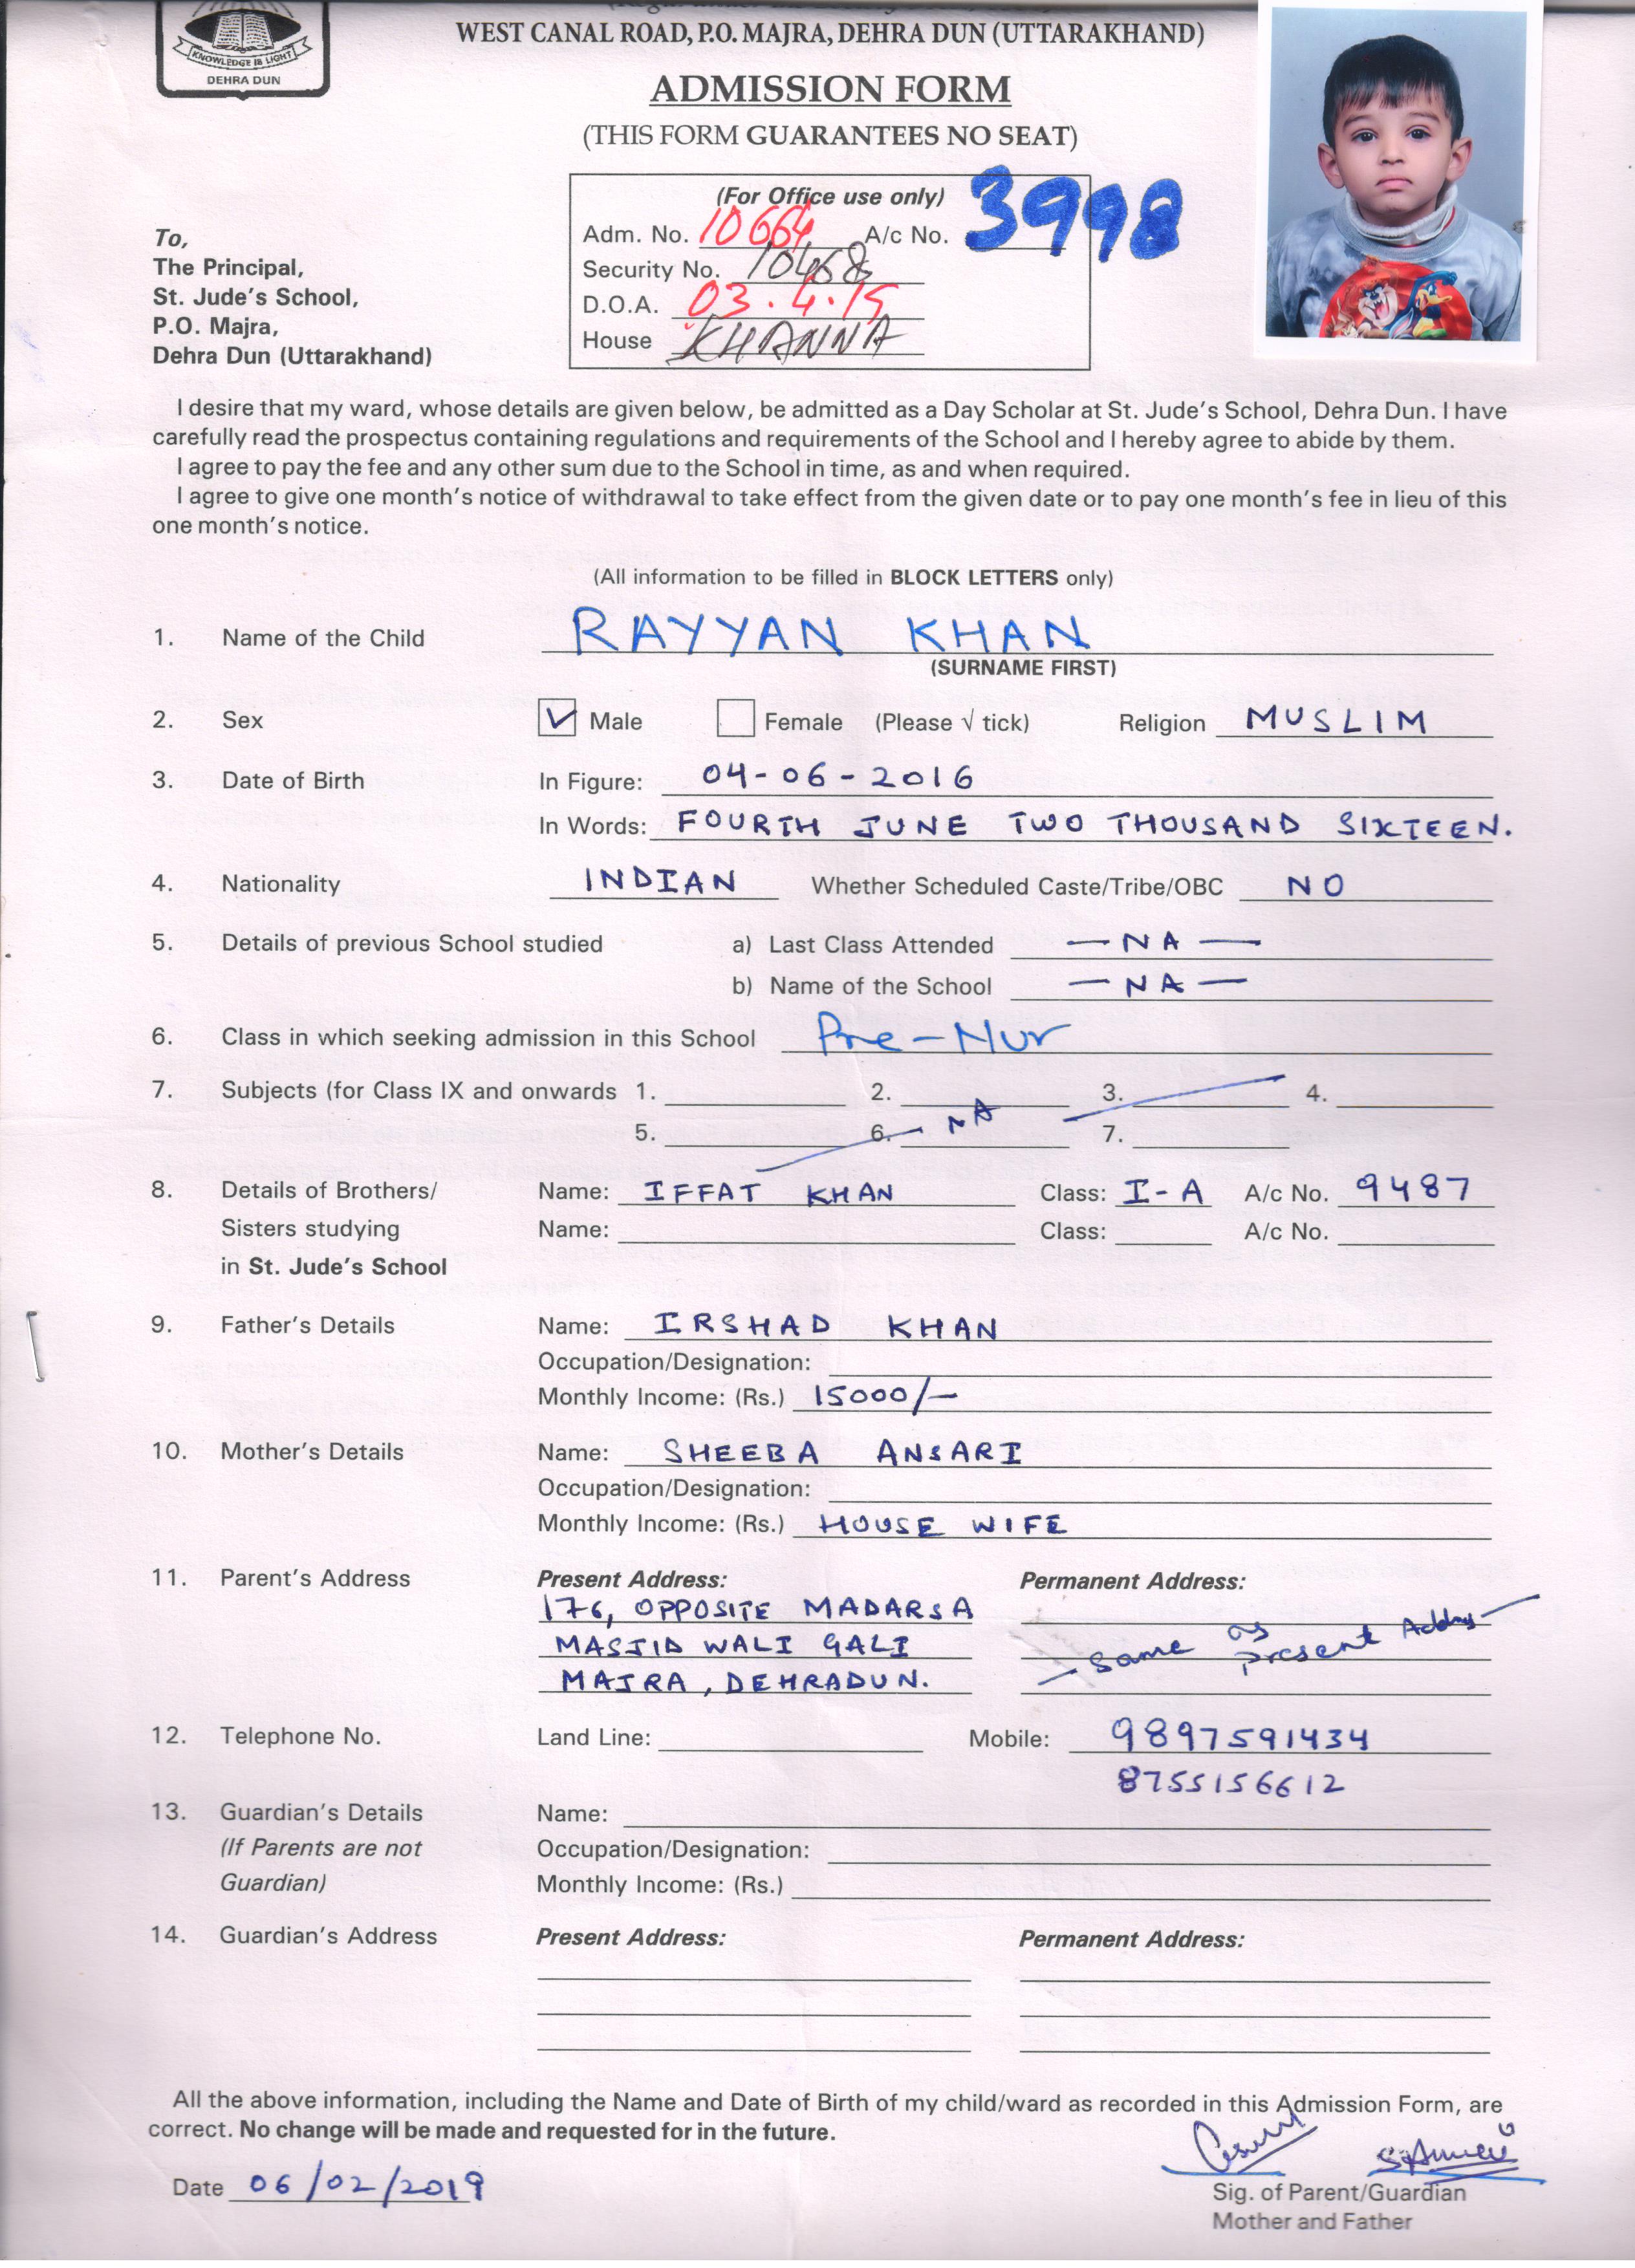 KNOWLEDGE IS LIGHT
DEHRA DUN
WEST CANAL ROAD, P.O. MAJRA, DEHRA DUN (UTTARAKHAND)
ADMISSION FORM
(THIS FORM GUARANTEES NO SEAT)
(For Office use only)
Adm. No. 10664 A/c No. 3998
Security No. 10468
D.O.A. 03.4.19
House KHANNA
To,
The Principal,
St. Jude's School,
P.O. Majra,
Dehra Dun (Uttarakhand)
I desire that my ward, whose details are given below, be admitted as a Day Scholar at St. Jude's School, Dehra Dun. I have
carefully read the prospectus containing regulations and requirements of the School and I hereby agree to abide by them.
I agree to pay the fee and any other sum due to the School in time, as and when required.
I agree to give one month's notice of withdrawal to take effect from the given date or to pay one month's fee in lieu of this
one month's notice.
(All information to be filled in BLOCK LETTERS only)
1. Name of the Child RAYYAN KHAN
(SURNAME FIRST)
2. Sex ✓ Male Female (Please √ tick) Religion MUSLIM
3. Date of Birth In Figure: 04-06-2016
In Words: FOURTH JUNE TWO THOUSAND SIXTEEN.
4. Nationality INDIAN Whether Scheduled Caste/Tribe/OBC NO
5. Details of previous School studied a) Last Class Attended — NA —
b) Name of the School — NA —
6. Class in which seeking admission in this School Pre-Nur
7. Subjects (for Class IX and onwards 1. 2. 3. 4.
5. 6. NA 7.
8. Details of Brothers/ Name: IFFAT KHAN Class: I-A A/c No. 9487
Sisters studying Name: Class: A/c No.
in St. Jude's School
9. Father's Details Name: IRSHAD KHAN
Occupation/Designation:
Monthly Income: (Rs.) 15000/-
10. Mother's Details Name: SHEEBA ANSARI
Occupation/Designation:
Monthly Income: (Rs.) HOUSE WIFE
11. Parent's Address Present Address: Permanent Address:
176, OPPOSITE MADARSA
MASJID WALI GALI — Same as present Address —
MAJRA, DEHRADUN.
12. Telephone No. Land Line: Mobile: 9897591434
8755156612
13. Guardian's Details Name:
(If Parents are not Occupation/Designation:
Guardian) Monthly Income: (Rs.)
14. Guardian's Address Present Address: Permanent Address:
All the above information, including the Name and Date of Birth of my child/ward as recorded in this Admission Form, are
correct. No change will be made and requested for in the future.
Date 06/02/2019
Sig. of Parent/Guardian
Mother and Father